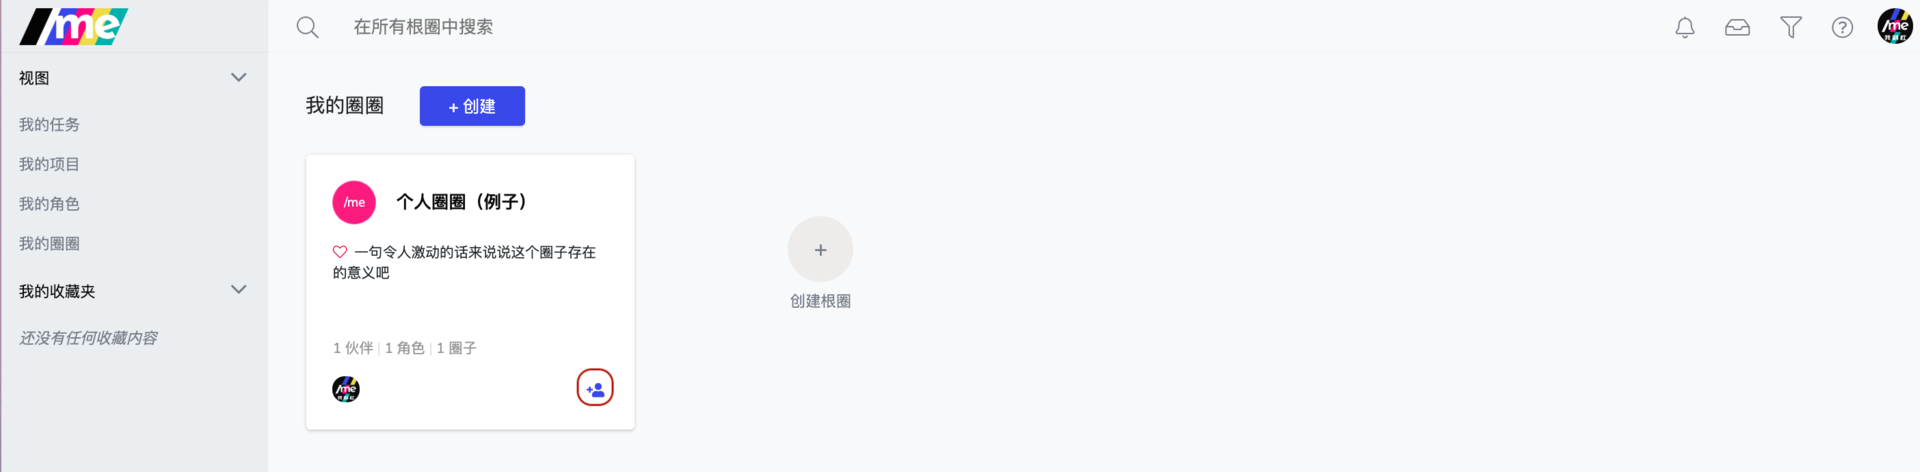 /me
在所有根圈中搜索
/me
视图
我的任务
我的项目
我的角色
我的圈圈
我的收藏夹
还没有任何收藏内容
我的圈圈
+ 创建
/me
个人圈圈（例子）
一句令人激动的话来说说这个圈子存在
的意义吧
1 伙伴 | 1 角色 | 1 圈子
/me
+
创建根圈